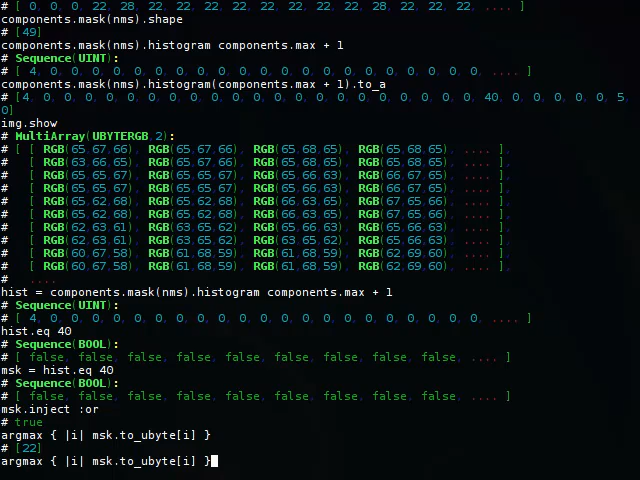 # [ 0, 0, 0, 22, 28, 22, 22, 22, 22, 22, 22, 28, 22, 22, 22, .... ]
components.mask(nms).shape
# [49]
components.mask(nms).histogram components.max + 1
# Sequence(UINT):
# [ 4, 0, 0, 0, 0, 0, 0, 0, 0, 0, 0, 0, 0, 0, 0, 0, 0, 0, .... ]
components.mask(nms).histogram(components.max + 1).to_a
# [4, 0, 0, 0, 0, 0, 0, 0, 0, 0, 0, 0, 0, 0, 0, 0, 0, 0, 0, 0, 0, 0, 40, 0, 0, 0, 0, 0, 5,
0]
img.show
# MultiArray(UBYTERGB,2):
# [ [ RGB(65,67,66), RGB(65,67,66), RGB(65,68,65), RGB(65,68,65), .... ],
#   [ RGB(63,66,65), RGB(65,67,66), RGB(65,68,65), RGB(65,68,65), .... ],
#   [ RGB(65,65,67), RGB(65,65,67), RGB(65,66,63), RGB(66,67,65), .... ],
#   [ RGB(65,65,67), RGB(65,65,67), RGB(65,66,63), RGB(66,67,65), .... ],
#   [ RGB(65,62,68), RGB(65,62,68), RGB(66,63,65), RGB(67,65,66), .... ],
#   [ RGB(65,62,68), RGB(65,62,68), RGB(66,63,65), RGB(67,65,66), .... ],
#   [ RGB(62,63,61), RGB(63,65,62), RGB(66,63,65), RGB(65,66,63), .... ],
#   [ RGB(62,63,61), RGB(63,65,62), RGB(63,65,62), RGB(65,66,63), .... ],
#   [ RGB(60,67,58), RGB(61,68,59), RGB(61,68,59), RGB(62,69,60), .... ],
#   [ RGB(60,67,58), RGB(61,68,59), RGB(61,68,59), RGB(62,69,60), .... ],
#   ....
hist = components.mask(nms).histogram components.max + 1
# Sequence(UINT):
# [ 4, 0, 0, 0, 0, 0, 0, 0, 0, 0, 0, 0, 0, 0, 0, 0, 0, 0, .... ]
hist.eq 40
# Sequence(BOOL):
# [ false, false, false, false, false, false, false, false, .... ]
msk = hist.eq 40
# Sequence(BOOL):
# [ false, false, false, false, false, false, false, false, .... ]
msk.inject :or
# true
argmax { |i| msk.to_ubyte[i] }
# [22]
argmax { |i| msk.to_ubyte[i] }